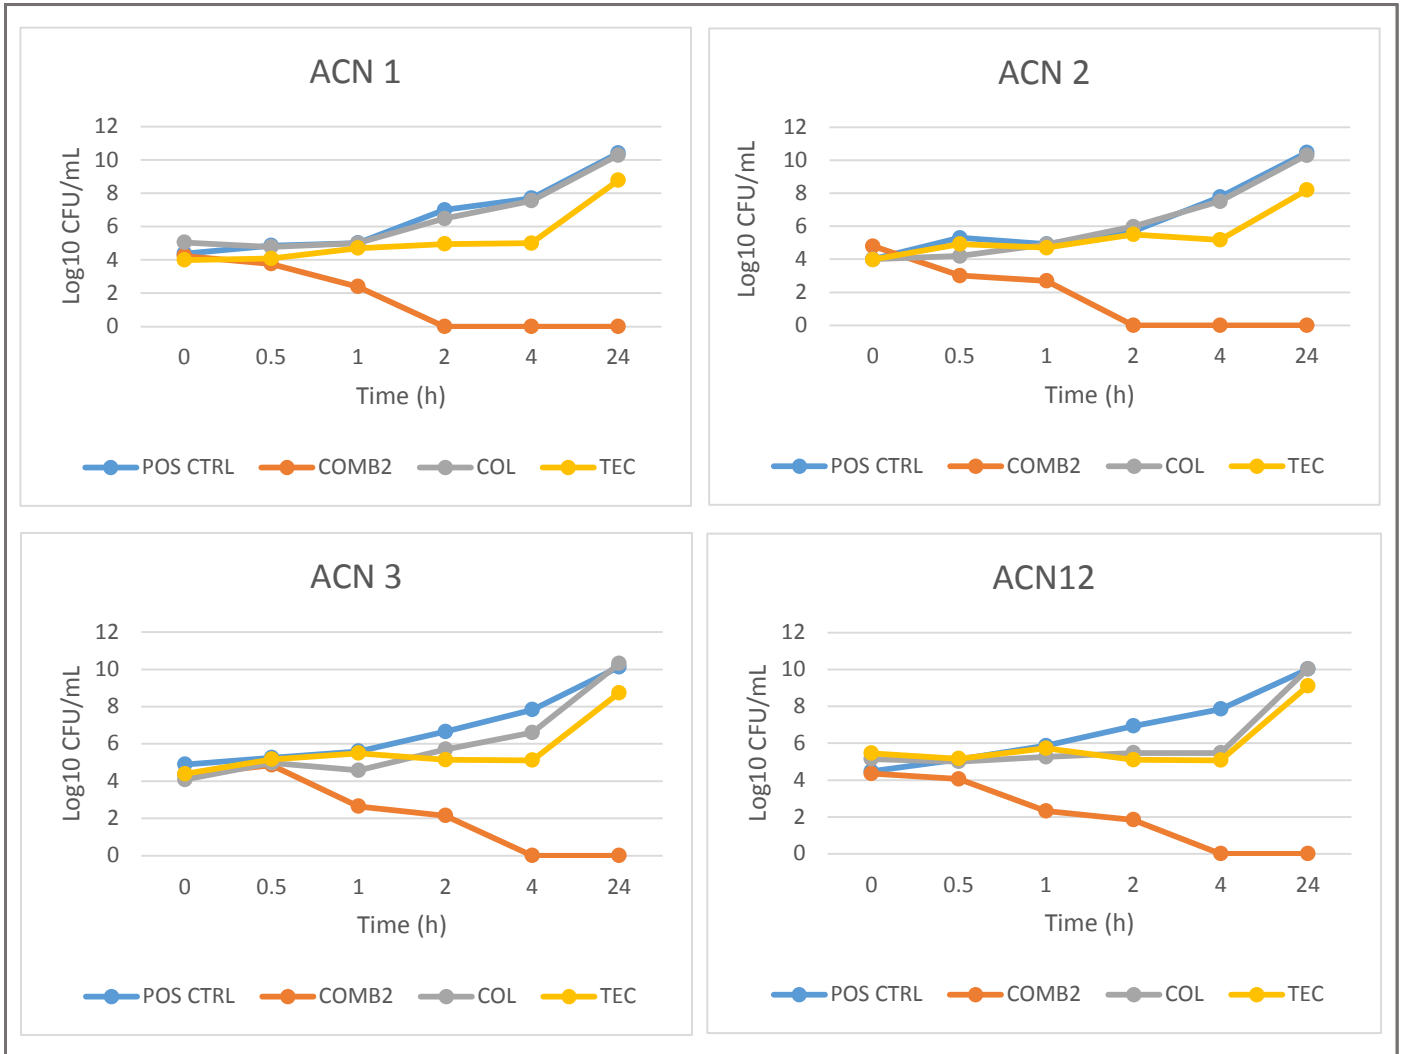 ACN 1
12
10
8
6
4
2
0
Log10 CFU/mL
0 0.5 1 2 4 24
Time (h)
POS CTRL COMB2 COL TEC
ACN 2
12
10
8
6
4
2
0
Log10 CFU/mL
0 0.5 1 2 4 24
Time (h)
POS CTRL COMB2 COL TEC
ACN 3
12
10
8
6
4
2
0
Log10 CFU/mL
0 0.5 1 2 4 24
Time (h)
POS CTRL COMB2 COL TEC
ACN12
12
10
8
6
4
2
0
Log10 CFU/mL
0 0.5 1 2 4 24
Time (h)
POS CTRL COMB2 COL TEC